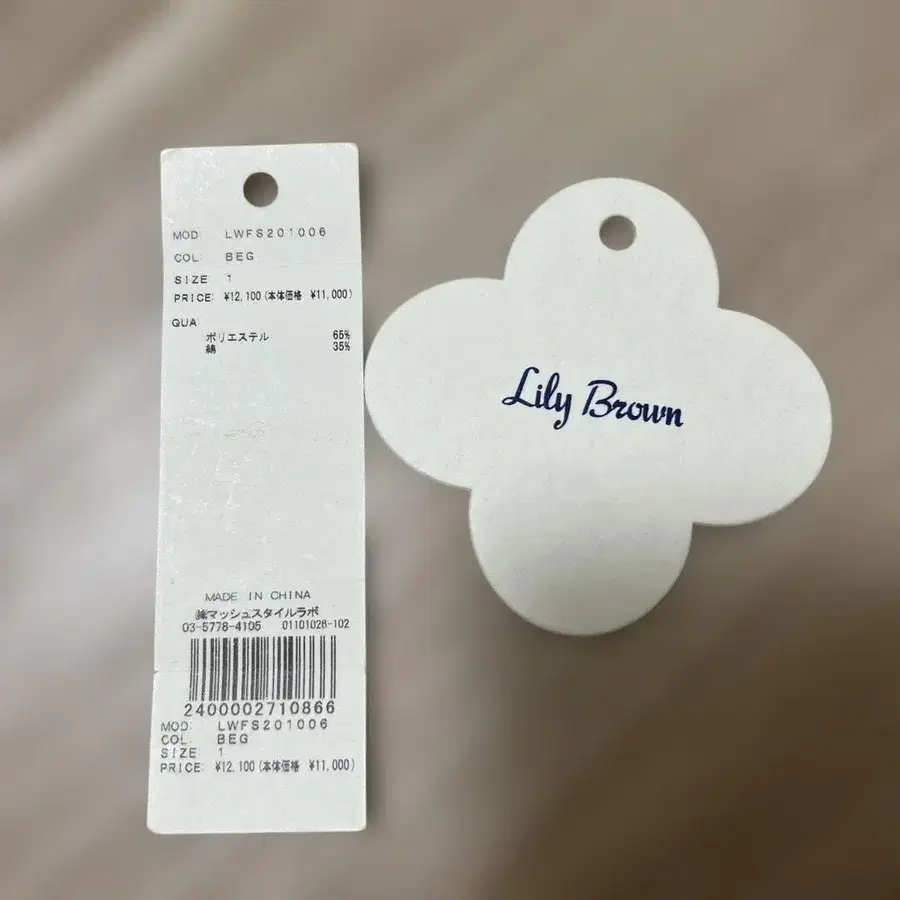 MOD: LWFS201006
COL: BEG
SIZE: 1
PRICE: ¥12,100(本体価格 ¥11,000)
QUA:
ポリエステル 65%
綿 35%
MADE IN CHINA
㈱マッシュスタイルラボ
03-5778-4105 01101026-102
2400002710866
MOD: LWFS201006
COL: BEG
SIZE: 1
PRICE: ¥12,100(本体価格 ¥11,000)
Lily Brown